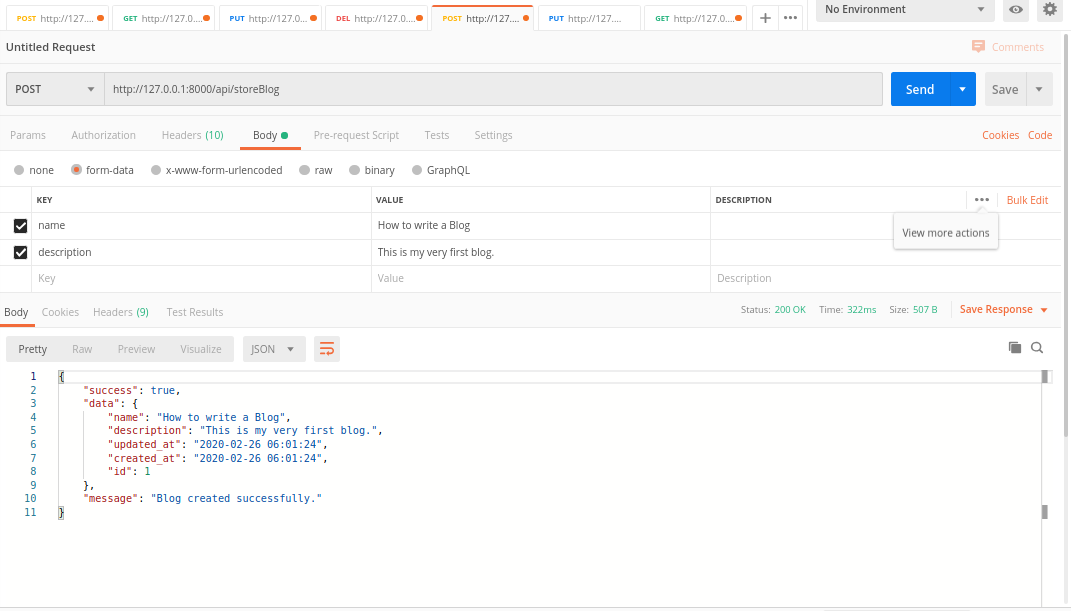 POST http://127.... GET http://127.0.... PUT http://127.0... DEL http://127.0.... POST http://127.... PUT http://127.... GET http://127.0.... + ••• No Environment
Untitled Request Comments
POST http://127.0.0.1:8000/api/storeBlog Send Save
Params Authorization Headers (10) Body Pre-request Script Tests Settings Cookies Code
none form-data x-www-form-urlencoded raw binary GraphQL
KEY VALUE DESCRIPTION ••• Bulk Edit
name How to write a Blog
View more actions
description This is my very first blog.
Key Value Description
Body Cookies Headers (9) Test Results Status: 200 OK Time: 322ms Size: 507 B Save Response
Pretty Raw Preview Visualize JSON
1 {
2 "success": true,
3 "data": {
4 "name": "How to write a Blog",
5 "description": "This is my very first blog.",
6 "updated_at": "2020-02-26 06:01:24",
7 "created_at": "2020-02-26 06:01:24",
8 "id": 1
9 },
10 "message": "Blog created successfully."
11 }